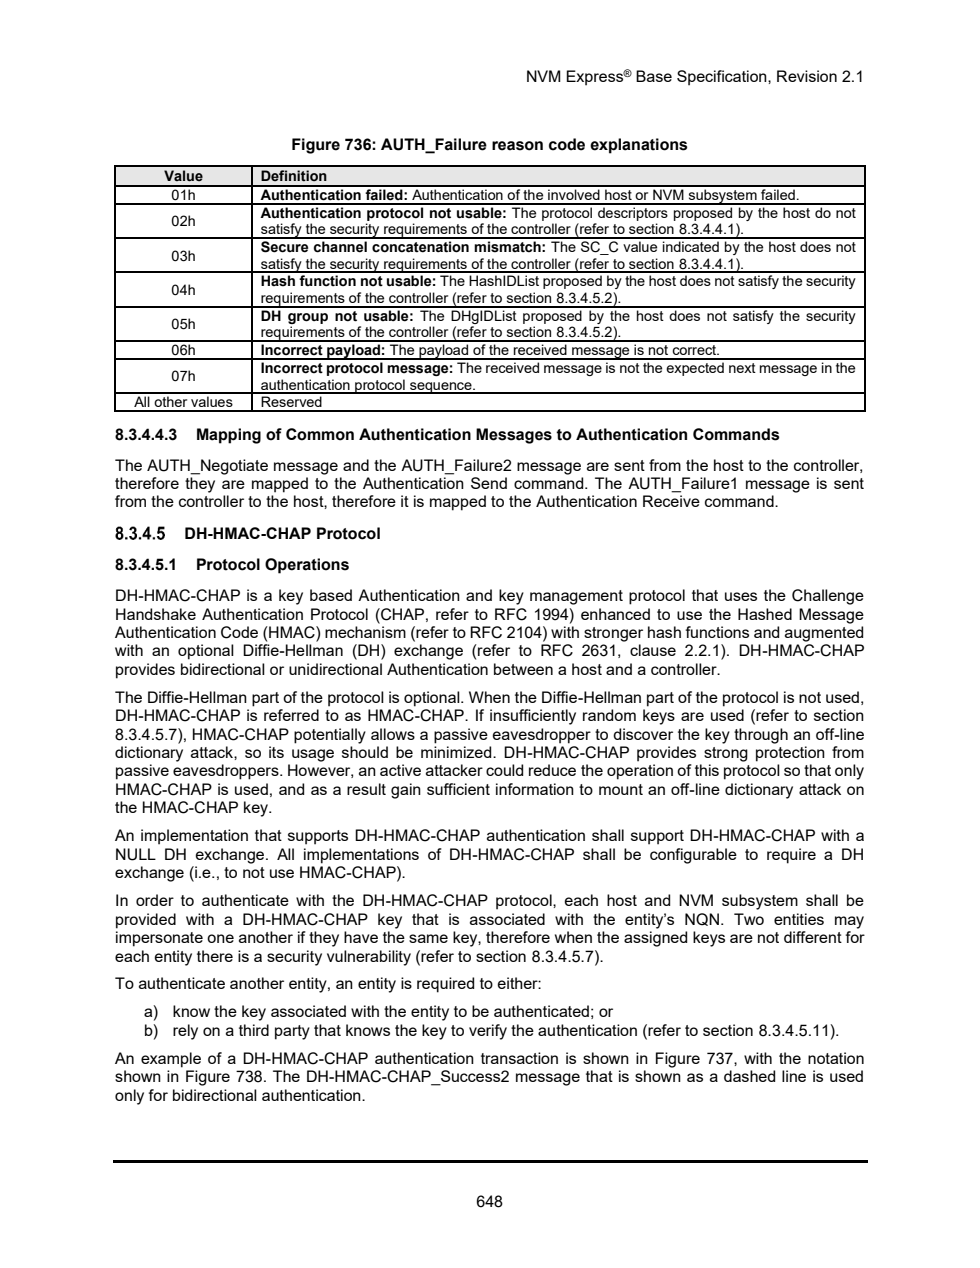 NVM Express® Base Specification, Revision 2.1
Figure 736: AUTH_Failure reason code explanations
Value Definition
01h Authentication failed: Authentication of the involved host or NVM subsystem failed.
02h Authentication protocol not usable: The protocol descriptors proposed by the host do not
satisfy the security requirements of the controller (refer to section 8.3.4.4.1).
03h Secure channel concatenation mismatch: The SC_C value indicated by the host does not
satisfy the security requirements of the controller (refer to section 8.3.4.4.1).
04h Hash function not usable: The HashIDList proposed by the host does not satisfy the security
requirements of the controller (refer to section 8.3.4.5.2).
05h DH group not usable: The DHgIDList proposed by the host does not satisfy the security
requirements of the controller (refer to section 8.3.4.5.2).
06h Incorrect payload: The payload of the received message is not correct.
07h Incorrect protocol message: The received message is not the expected next message in the
authentication protocol sequence.
All other values Reserved
8.3.4.4.3 Mapping of Common Authentication Messages to Authentication Commands
The AUTH_Negotiate message and the AUTH_Failure2 message are sent from the host to the controller,
therefore they are mapped to the Authentication Send command. The AUTH_Failure1 message is sent
from the controller to the host, therefore it is mapped to the Authentication Receive command.
8.3.4.5 DH-HMAC-CHAP Protocol
8.3.4.5.1 Protocol Operations
DH-HMAC-CHAP is a key based Authentication and key management protocol that uses the Challenge
Handshake Authentication Protocol (CHAP, refer to RFC 1994) enhanced to use the Hashed Message
Authentication Code (HMAC) mechanism (refer to RFC 2104) with stronger hash functions and augmented
with an optional Diffie-Hellman (DH) exchange (refer to RFC 2631, clause 2.2.1). DH-HMAC-CHAP
provides bidirectional or unidirectional Authentication between a host and a controller.
The Diffie-Hellman part of the protocol is optional. When the Diffie-Hellman part of the protocol is not used,
DH-HMAC-CHAP is referred to as HMAC-CHAP. If insufficiently random keys are used (refer to section
8.3.4.5.7), HMAC-CHAP potentially allows a passive eavesdropper to discover the key through an off-line
dictionary attack, so its usage should be minimized. DH-HMAC-CHAP provides strong protection from
passive eavesdroppers. However, an active attacker could reduce the operation of this protocol so that only
HMAC-CHAP is used, and as a result gain sufficient information to mount an off-line dictionary attack on
the HMAC-CHAP key.
An implementation that supports DH-HMAC-CHAP authentication shall support DH-HMAC-CHAP with a
NULL DH exchange. All implementations of DH-HMAC-CHAP shall be configurable to require a DH
exchange (i.e., to not use HMAC-CHAP).
In order to authenticate with the DH-HMAC-CHAP protocol, each host and NVM subsystem shall be
provided with a DH-HMAC-CHAP key that is associated with the entity's NQN. Two entities may
impersonate one another if they have the same key, therefore when the assigned keys are not different for
each entity there is a security vulnerability (refer to section 8.3.4.5.7).
To authenticate another entity, an entity is required to either:
a) know the key associated with the entity to be authenticated; or
b) rely on a third party that knows the key to verify the authentication (refer to section 8.3.4.5.11).
An example of a DH-HMAC-CHAP authentication transaction is shown in Figure 737, with the notation
shown in Figure 738. The DH-HMAC-CHAP_Success2 message that is shown as a dashed line is used
only for bidirectional authentication.
648